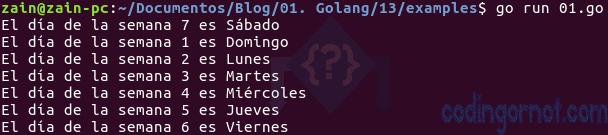 zain@zain-pc:~/Documentos/Blog/01. Golang/13/examples$ go run 01.go
El día de la semana 7 es Sábado
El día de la semana 1 es Domingo
El día de la semana 2 es Lunes
El día de la semana 3 es Martes
El día de la semana 4 es Miércoles
El día de la semana 5 es Jueves
El día de la semana 6 es Viernes
{?}
codingornot.com